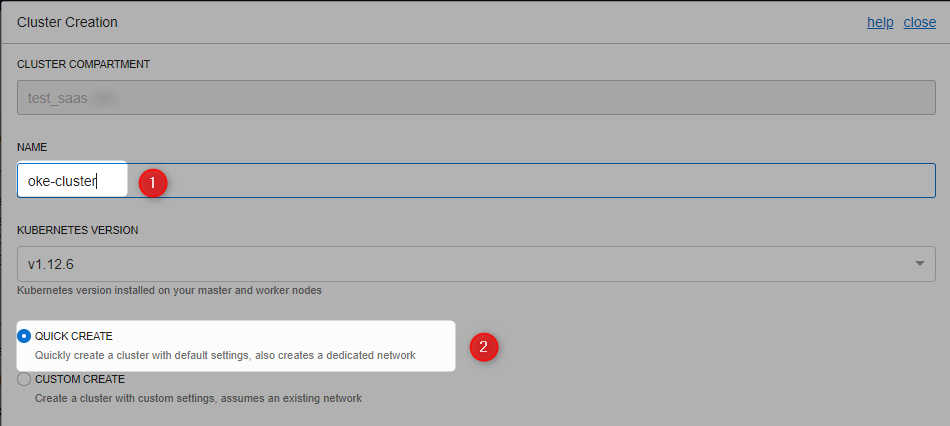 Cluster Creation
help close
CLUSTER COMPARTMENT
test_saas
NAME
oke-cluster
1
KUBERNETES VERSION
v1.12.6
Kubernetes version installed on your master and worker nodes
QUICK CREATE
Quickly create a cluster with default settings, also creates a dedicated network
2
CUSTOM CREATE
Create a cluster with custom settings, assumes an existing network